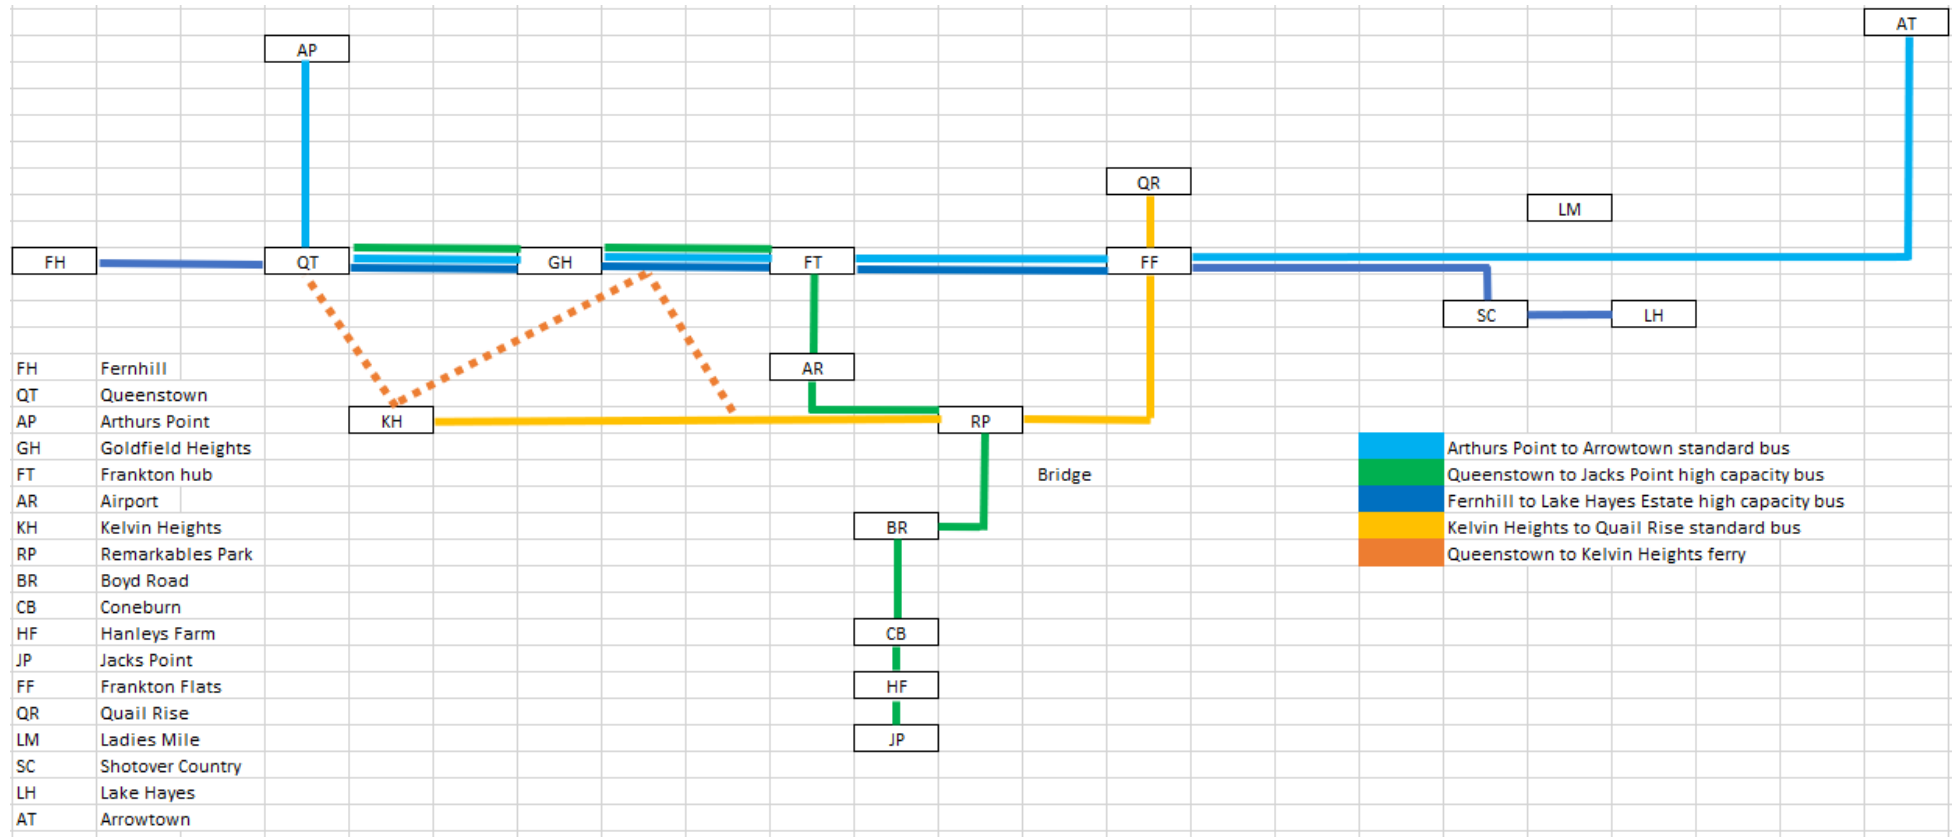 AT
AP
QR
LM
FH QT GH FT FF
SC LH
FH Fernhill AR
QT Queenstown
AP Arthurs Point KH RP
GH Goldfield Heights Arthurs Point to Arrowtown standard bus
FT Frankton hub Bridge Queenstown to Jacks Point high capacity bus
AR Airport Fernhill to Lake Hayes Estate high capacity bus
KH Kelvin Heights BR Kelvin Heights to Quail Rise standard bus
RP Remarkables Park Queenstown to Kelvin Heights ferry
BR Boyd Road
CB Coneburn
HF Hanleys Farm CB
JP Jacks Point
FF Frankton Flats HF
QR Quail Rise
LM Ladies Mile JP
SC Shotover Country
LH Lake Hayes
AT Arrowtown